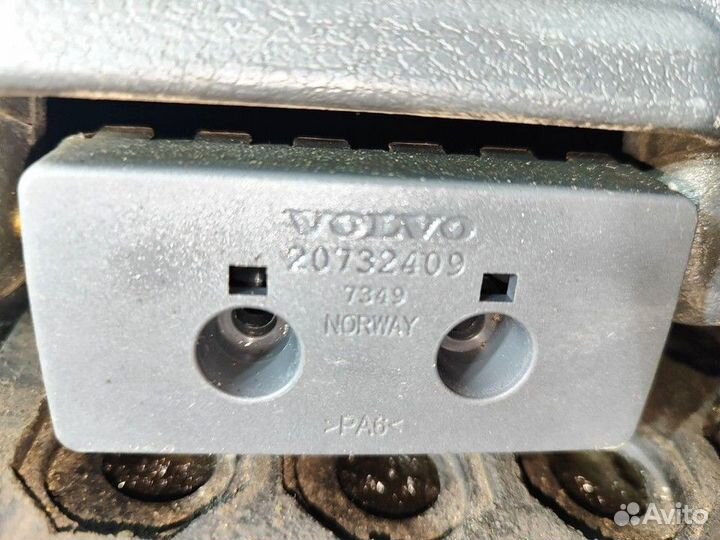 VOLVO
20732409
7349
NORWAY
>PA6<
Avito